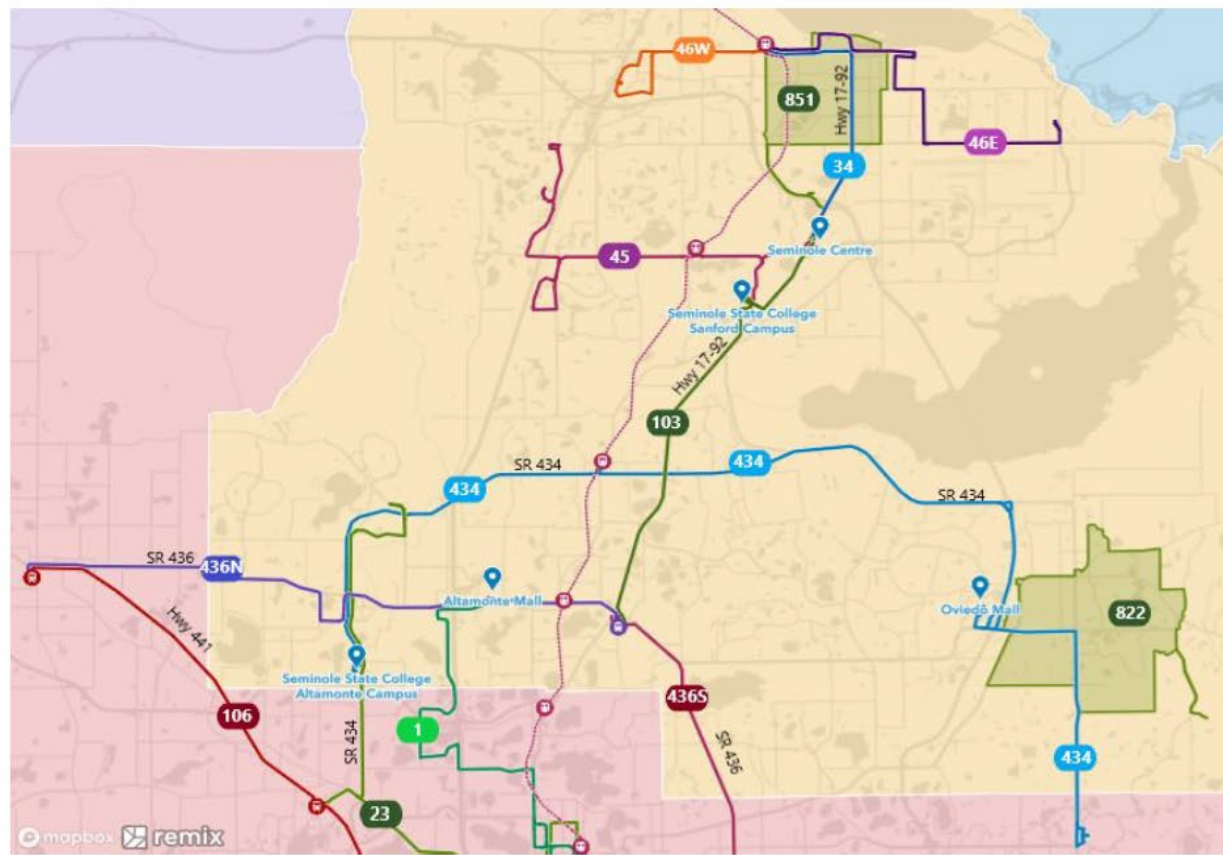 46W
851
Hwy 17-92
46E
34
Seminole Centre
45
Seminole State College
Sanford Campus
Hwy 17-92
103
SR 434
434
434
SR 434
SR 436
436N
Altamonte Mall
Oviedo Mall
822
Hwy 441
Seminole State College
Altamonte Campus
436S
106
1
SR 434
SR 436
434
23
mapbox remix